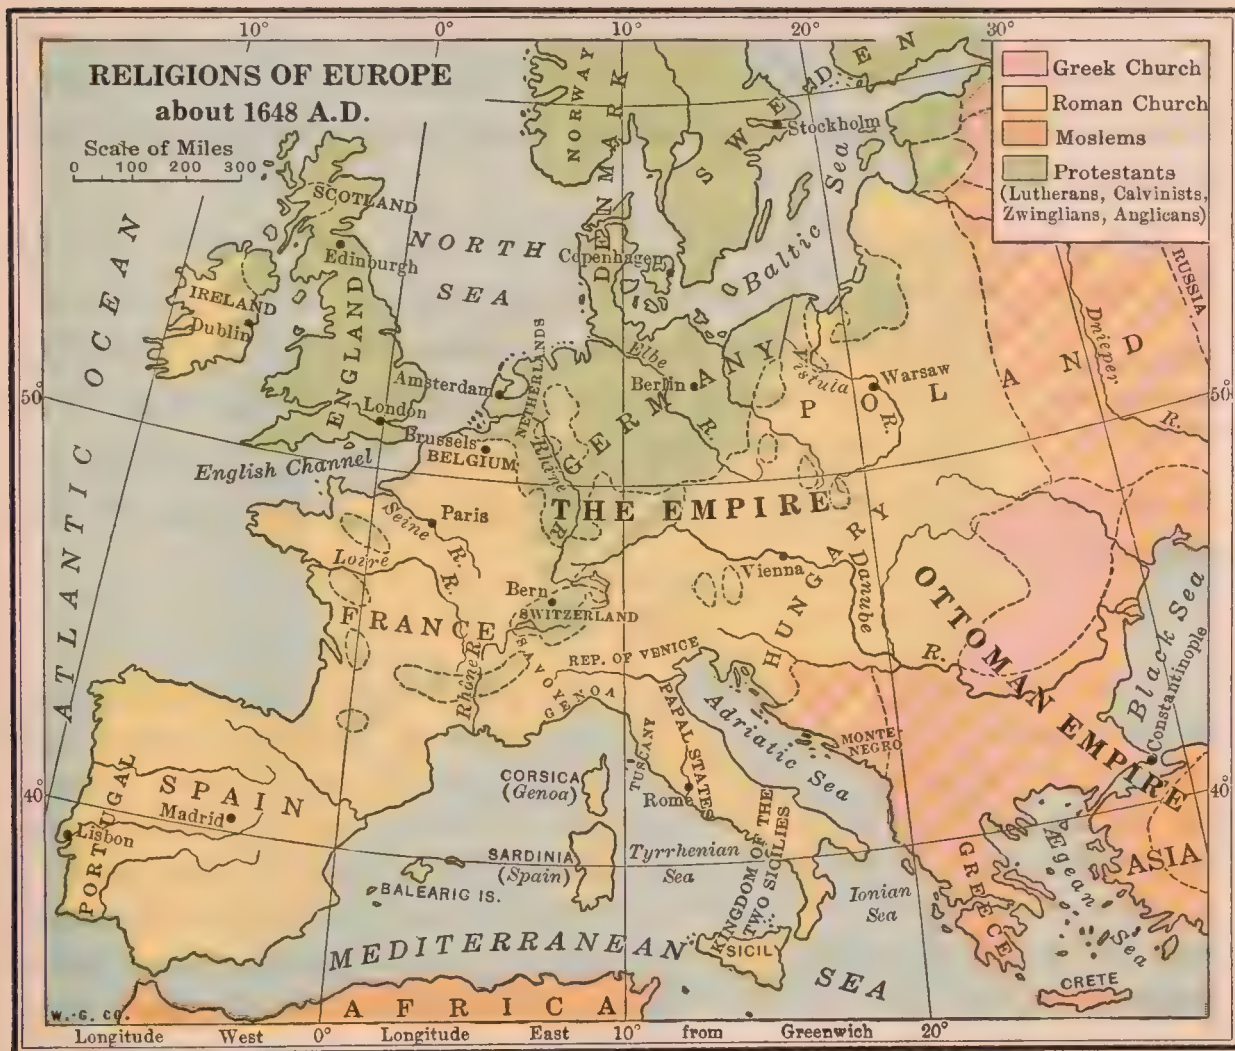 10° 0° 10° 20° 30°
RELIGIONS OF EUROPE
about 1648 A.D.
Scale of Miles
0 100 200 300
Greek Church
Roman Church
Moslems
Protestants
(Lutherans, Calvinists,
Zwinglians, Anglicans)
NORWAY
SWEDEN
DENMARK
Stockholm
Baltic Sea
SCOTLAND
Edinburgh
NORTH
SEA
Copenhagen
IRELAND
Dublin
ENGLAND
London
English Channel
ATLANTIC OCEAN
Amsterdam
NETHERLANDS
Brussels
BELGIUM
Elbe R.
Berlin
GERMANY
Rhine R.
Vistula R.
Warsaw
POLAND
RUSSIA
Dnieper R.
50°
50°
THE EMPIRE
Seine R.
Paris
Loire R.
FRANCE
Bern
SWITZERLAND
Vienna
HUNGARY
Danube R.
OTTOMAN EMPIRE
Black Sea
Constantinople
Rhône R.
SAVOY
REP. OF VENICE
GENOA
TUSCANY
PAPAL STATES
Rome
Adriatic Sea
MONTE-
NEGRO
CORSICA
(Genoa)
SARDINIA
(Spain)
Tyrrhenian
Sea
KINGDOM OF THE
TWO SICILIES
SICILY
Ionian
Sea
GREECE
Ægean Sea
CRETE
ASIA
40°
40°
PORTUGAL
Lisbon
SPAIN
Madrid
BALEARIC IS.
MEDITERRANEAN
SEA
AFRICA
W.-G. CO.
Longitude West 0° Longitude East 10° from Greenwich 20°